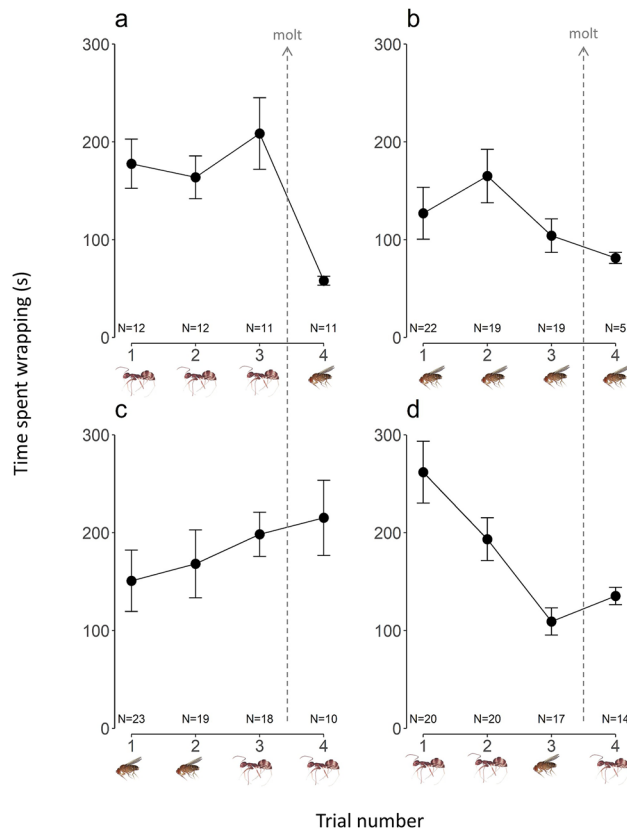 a
b
molt
molt
300
200
100
0
N=12 N=12 N=11 N=11
1 2 3 4
300
200
100
0
N=22 N=19 N=19 N=5
1 2 3 4
Time spent wrapping (s)
c
d
300
200
100
0
N=23 N=19 N=18 N=10
1 2 3 4
300
200
100
0
N=20 N=20 N=17 N=14
1 2 3 4
Trial number